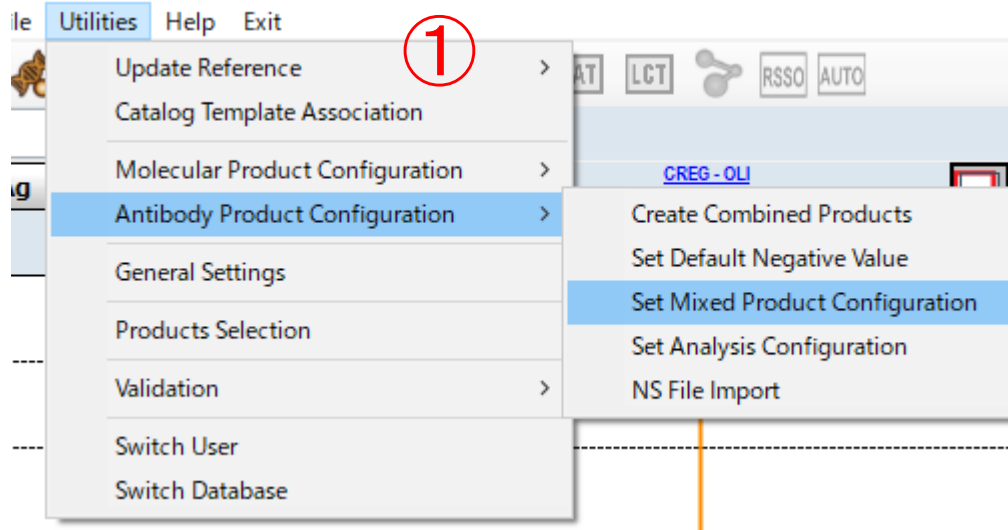 ile Utilities Help Exit
①
AT LCT RSSO AUTO
Update Reference >
Catalog Template Association
Molecular Product Configuration >
CREG - OLI
Ag
Antibody Product Configuration >
Create Combined Products
Set Default Negative Value
Set Mixed Product Configuration
Set Analysis Configuration
NS File Import
General Settings
Products Selection
Validation >
Switch User
Switch Database